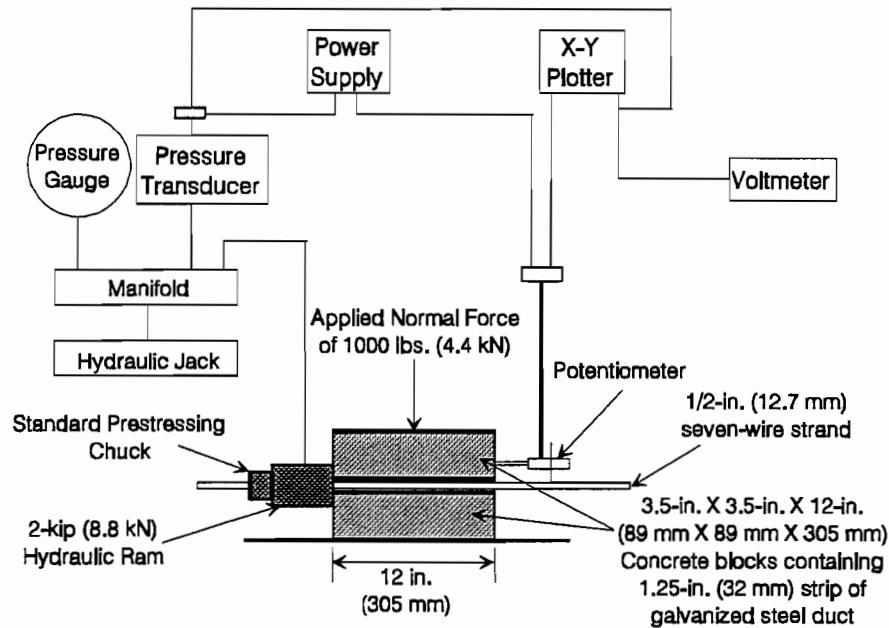 Power
Supply
X-Y
Plotter
Pressure
Gauge
Pressure
Transducer
Voltmeter
Manifold
Hydraulic Jack
Applied Normal Force
of 1000 lbs. (4.4 kN)
Potentiometer
1/2-in. (12.7 mm)
seven-wire strand
Standard Prestressing
Chuck
2-kip (8.8 kN)
Hydraulic Ram
12 in.
(305 mm)
3.5-in. X 3.5-in. X 12-in.
(89 mm X 89 mm X 305 mm)
Concrete blocks containing
1.25-in. (32 mm) strip of
galvanized steel duct